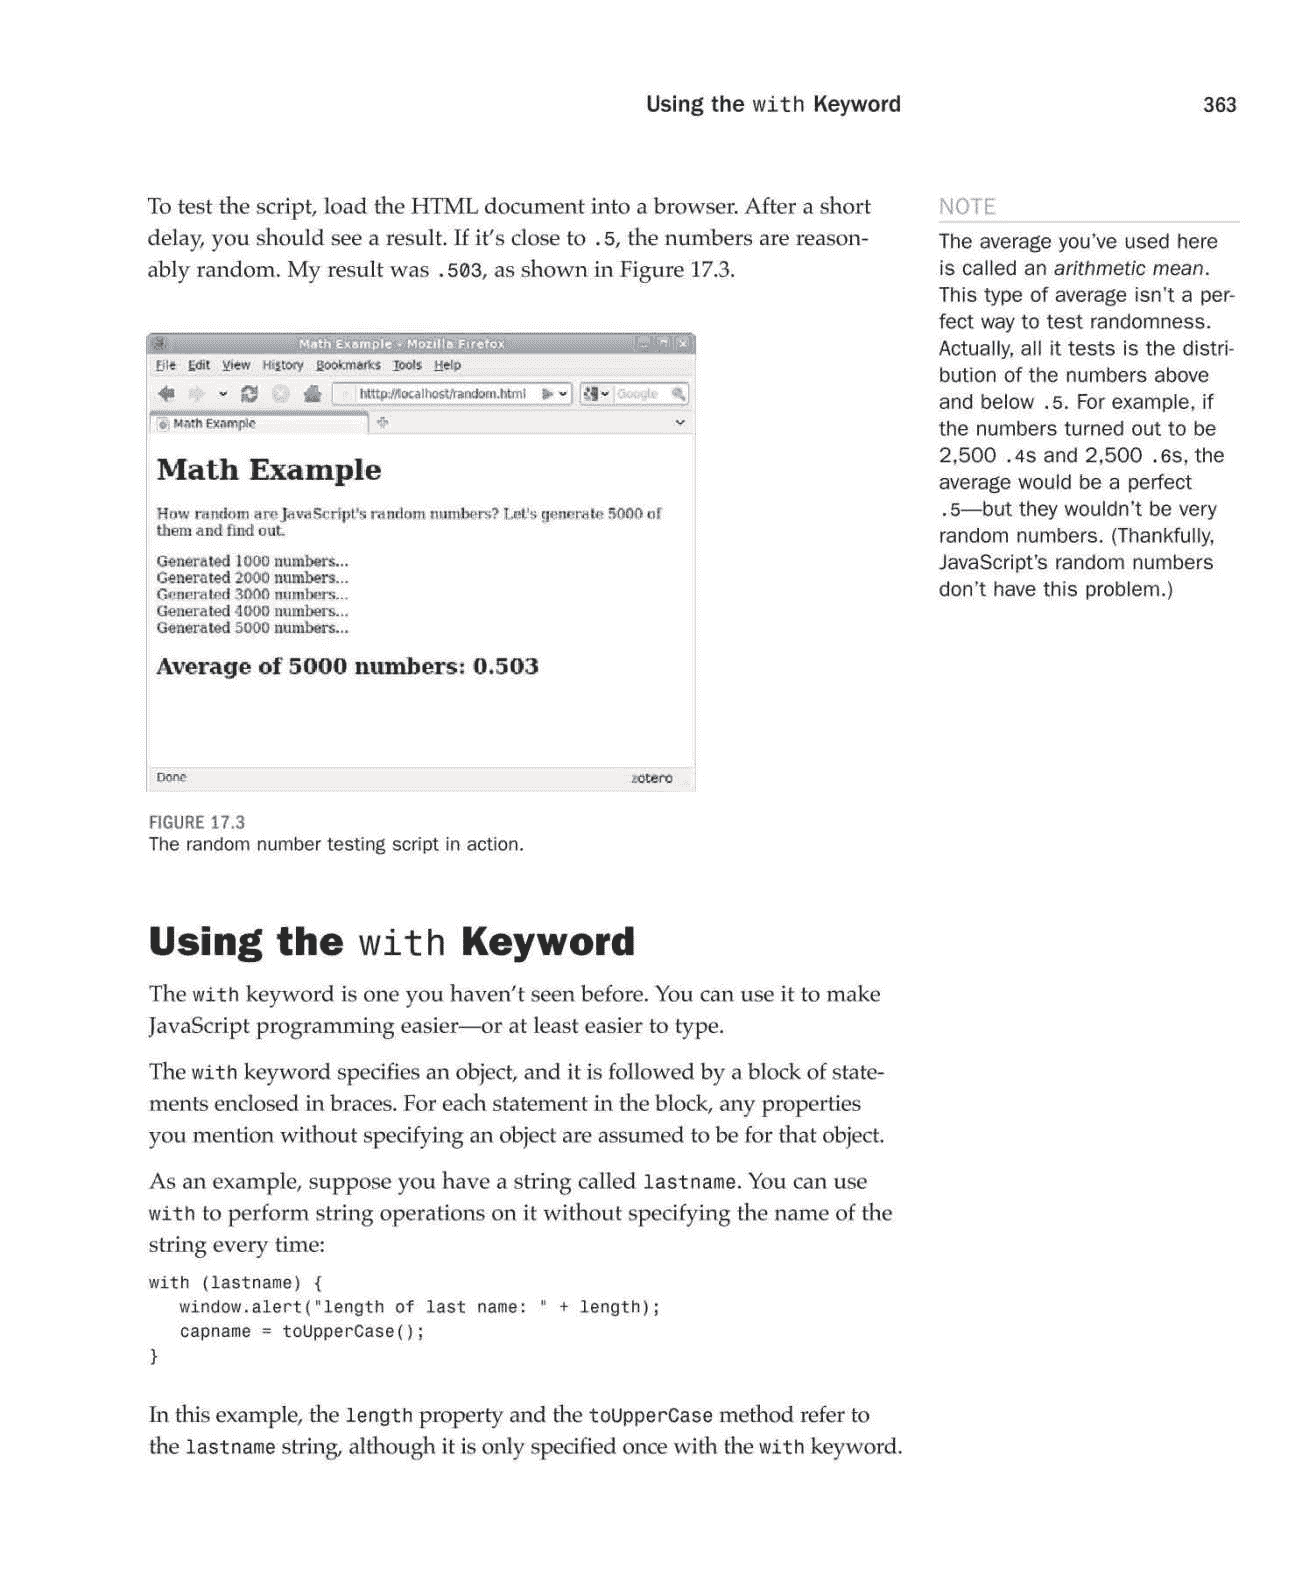 Using the with Keyword 363
To test the script, load the HTML document into a browser. After a short
delay, you should see a result. If it's close to .5, the numbers are reason-
ably random. My result was .503, as shown in Figure 17.3.
NOTE
The average you've used here
is called an arithmetic mean.
This type of average isn't a per-
fect way to test randomness.
Actually, all it tests is the distri-
bution of the numbers above
and below .5. For example, if
the numbers turned out to be
2,500 .4s and 2,500 .6s, the
average would be a perfect
.5—but they wouldn't be very
random numbers. (Thankfully,
JavaScript's random numbers
don't have this problem.)
Math Example - Mozilla Firefox
File Edit View History Bookmarks Tools Help
htttp://localhost/random.html Google
Math Example
Math Example
How random are JavaScript's random numbers? Let's generate 5000 of
them and find out.
Generated 1000 numbers...
Generated 2000 numbers...
Generated 3000 numbers...
Generated 4000 numbers...
Generated 5000 numbers...
Average of 5000 numbers: 0.503
Done zotero
FIGURE 17.3
The random number testing script in action.
Using the with Keyword
The with keyword is one you haven't seen before. You can use it to make
JavaScript programming easier—or at least easier to type.
The with keyword specifies an object, and it is followed by a block of state-
ments enclosed in braces. For each statement in the block, any properties
you mention without specifying an object are assumed to be for that object.
As an example, suppose you have a string called lastname. You can use
with to perform string operations on it without specifying the name of the
string every time:
with (lastname) {
window.alert("length of last name: " + length);
capname = toUpperCase();
}
In this example, the length property and the toUpperCase method refer to
the lastname string, although it is only specified once with the with keyword.